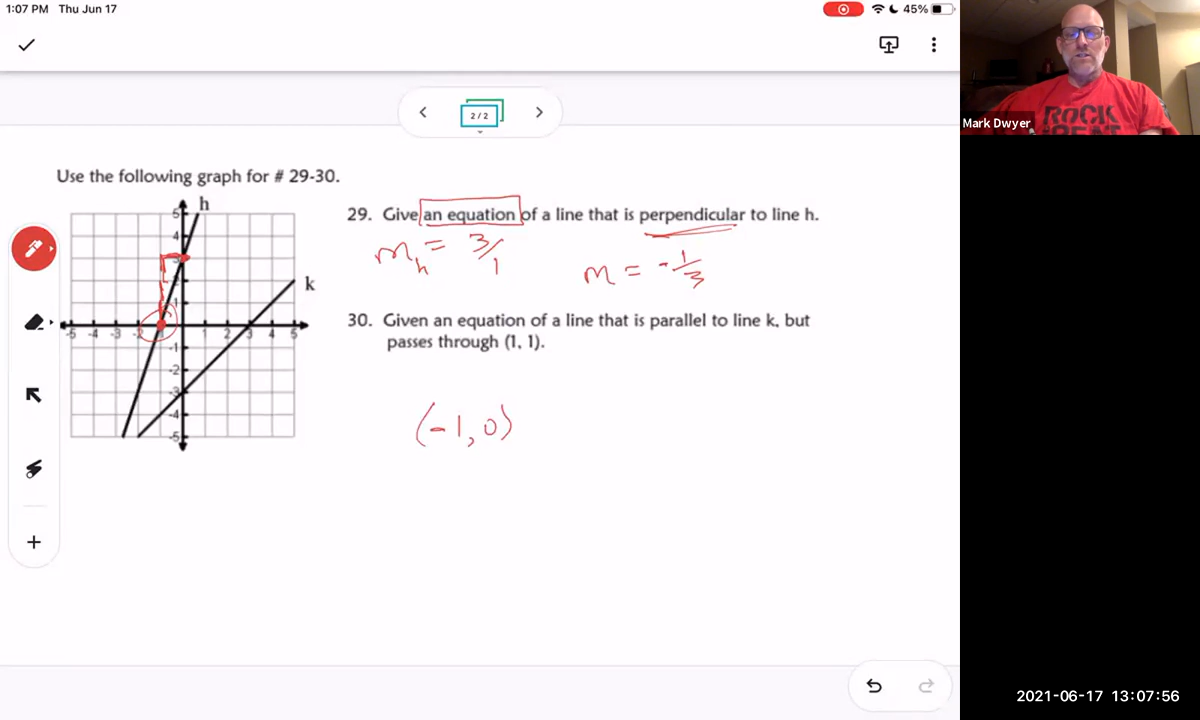 1:07 PM Thu Jun 17
45%
2 / 2
Mark Dwyer
ROCK
Use the following graph for # 29-30.
h
k
5
4
3
2
1
-5 -4 -3 -2 1 2 3 4 5
-1
-2
-3
-4
-5
29. Give an equation of a line that is perpendicular to line h.
m h = 3/1
m = - 1/3
30. Given an equation of a line that is parallel to line k, but
passes through (1, 1).
(-1, 0)
2021-06-17 13:07:56